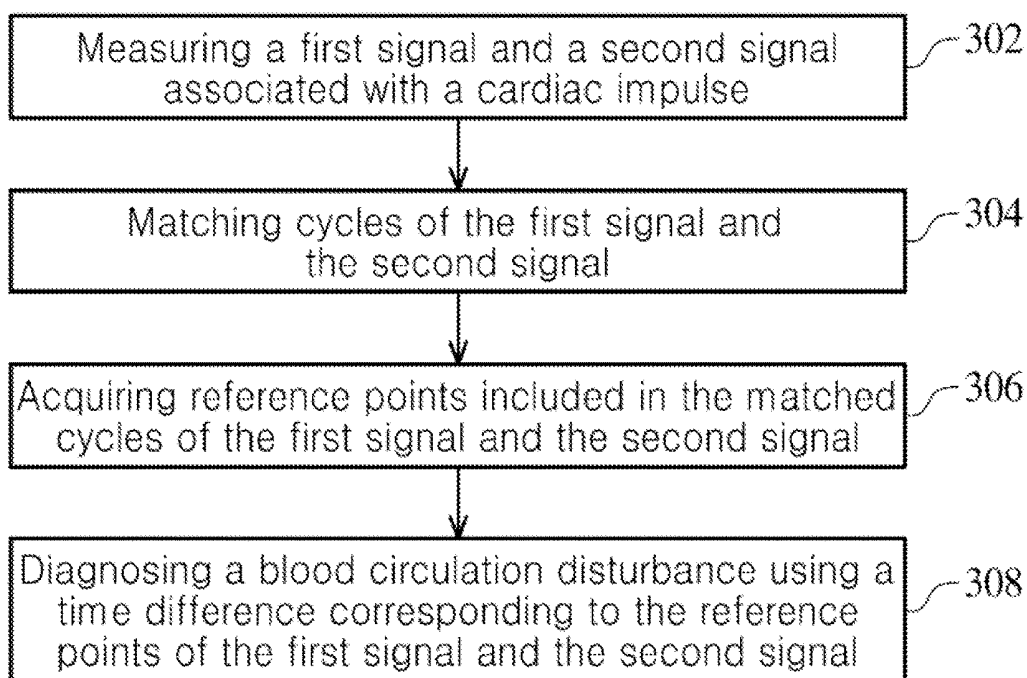 Measuring a first signal and a second signal
associated with a cardiac impulse
302
Matching cycles of the first signal and
the second signal
304
Acquiring reference points included in the matched
cycles of the first signal and the second signal
306
Diagnosing a blood circulation disturbance using a
time difference corresponding to the reference
points of the first signal and the second signal
308